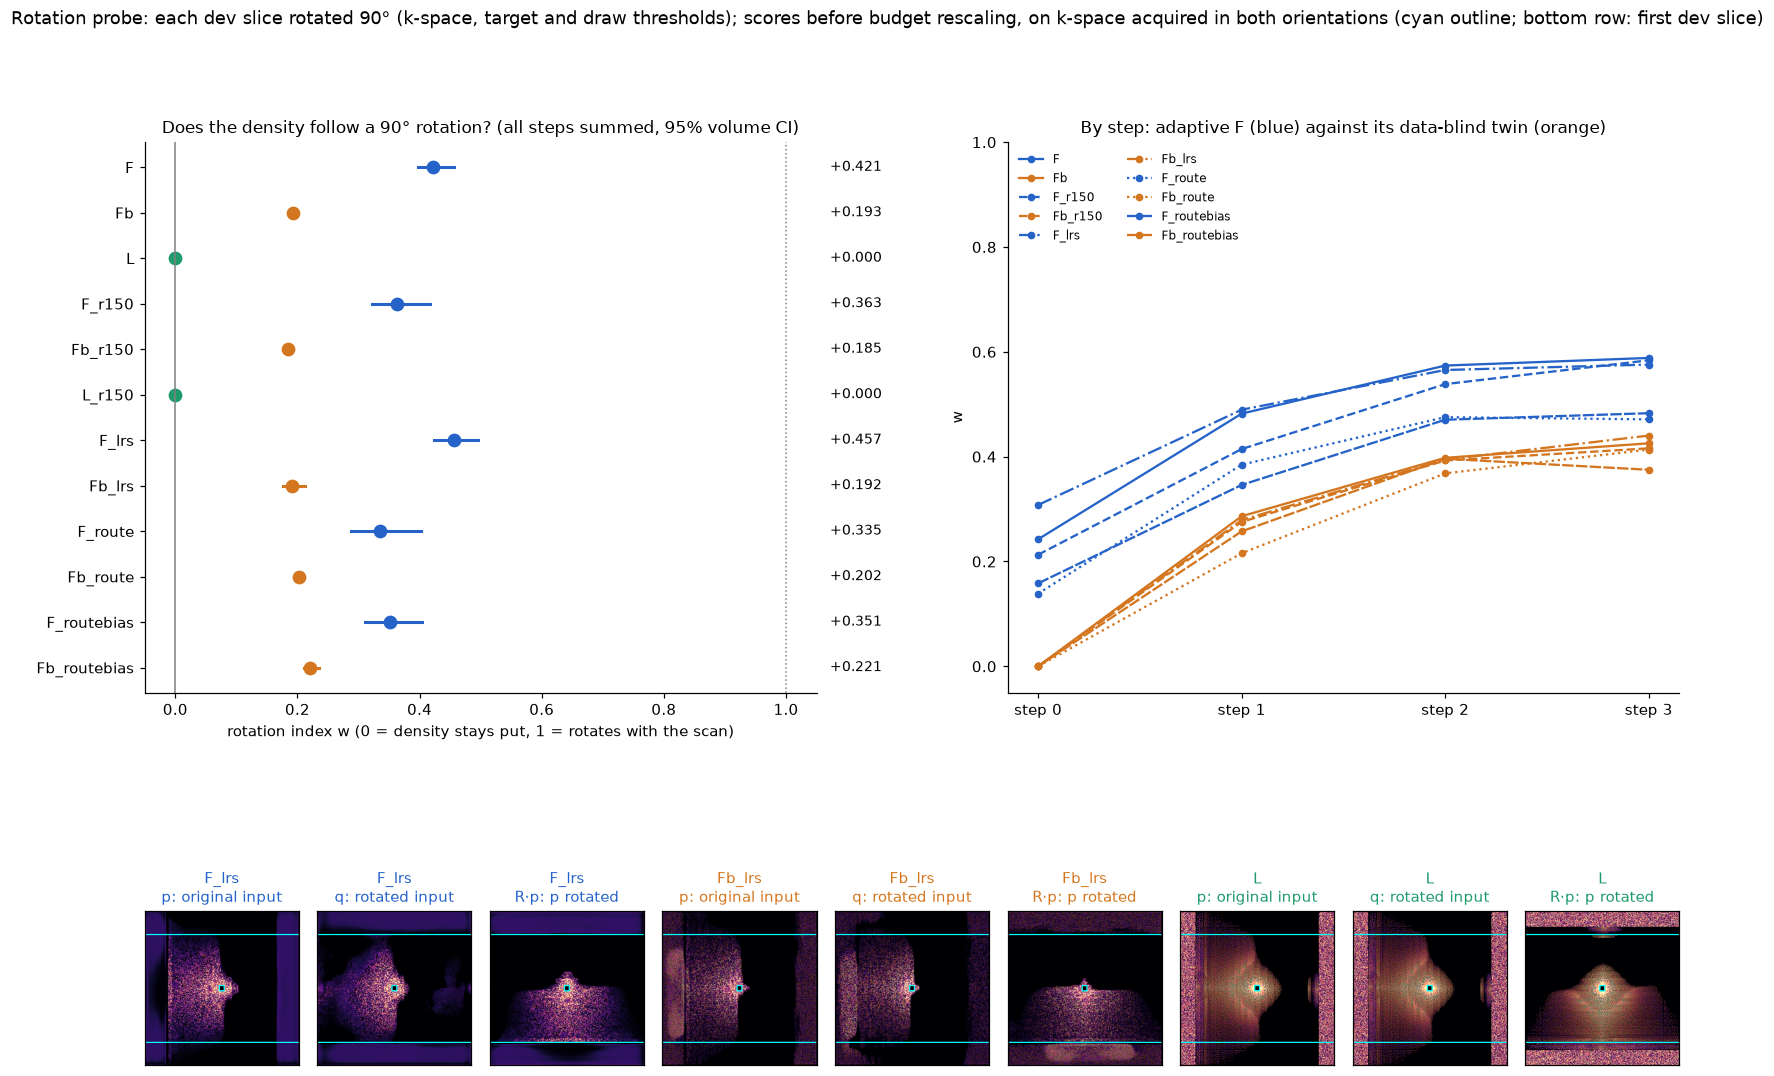 Rotation probe: each dev slice rotated 90° (k-space, target and draw thresholds); scores before budget rescaling, on k-space acquired in both orientations (cyan outline; bottom row: first dev slice)
Does the density follow a 90° rotation? (all steps summed, 95% volume CI)
F +0.421
Fb +0.193
L +0.000
F_r150 +0.363
Fb_r150 +0.185
L_r150 +0.000
F_lrs +0.457
Fb_lrs +0.192
F_route +0.335
Fb_route +0.202
F_routebias +0.351
Fb_routebias +0.221
0.0 0.2 0.4 0.6 0.8 1.0
rotation index w (0 = density stays put, 1 = rotates with the scan)
By step: adaptive F (blue) against its data-blind twin (orange)
F
Fb
F_r150
Fb_r150
F_lrs
Fb_lrs
F_route
Fb_route
F_routebias
Fb_routebias
1.0
0.8
0.6
0.4
0.2
0.0
w
step 0 step 1 step 2 step 3
F_lrs
p: original input
F_lrs
q: rotated input
F_lrs
R·p: p rotated
Fb_lrs
p: original input
Fb_lrs
q: rotated input
Fb_lrs
R·p: p rotated
L
p: original input
L
q: rotated input
L
R·p: p rotated